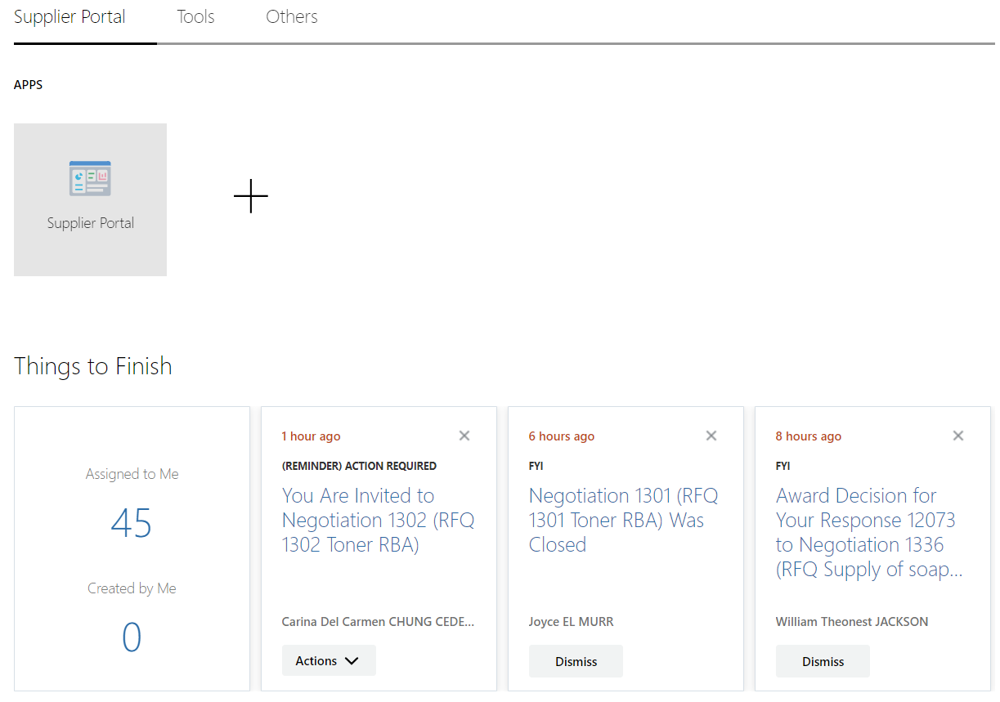 Supplier Portal Tools Others
APPS
Supplier Portal
Things to Finish
Assigned to Me
45
Created by Me
0
1 hour ago
(REMINDER) ACTION REQUIRED
You Are Invited to
Negotiation 1302 (RFQ
1302 Toner RBA)
Carina Del Carmen CHUNG CEDE...
Actions
6 hours ago
FYI
Negotiation 1301 (RFQ
1301 Toner RBA) Was
Closed
Joyce EL MURR
Dismiss
8 hours ago
FYI
Award Decision for
Your Response 12073
to Negotiation 1336
(RFQ Supply of soap...
William Theonest JACKSON
Dismiss